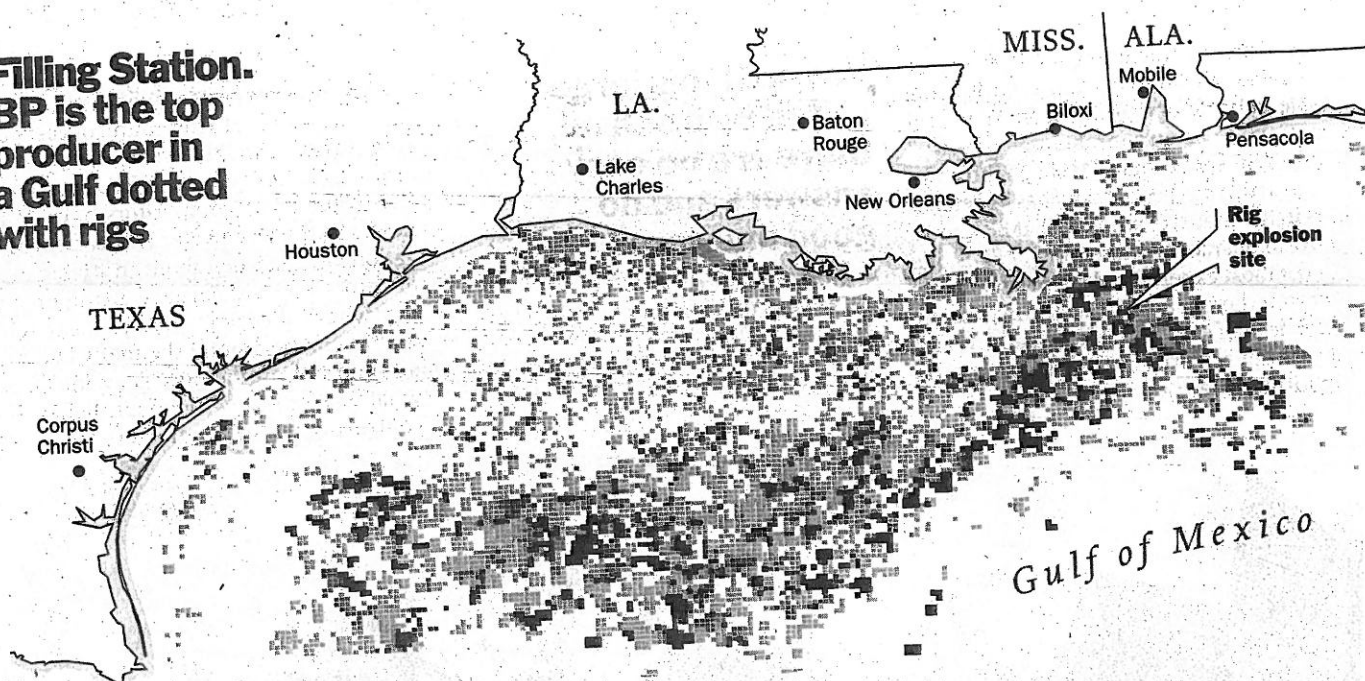 Filling Station.
BP is the top
producer in
a Gulf dotted
with rigs
MISS.
ALA.
LA.
Mobile
Biloxi
Pensacola
Baton
Rouge
Lake
Charles
New Orleans
Houston
Rig
explosion
site
TEXAS
Corpus
Christi
Gulf of Mexico